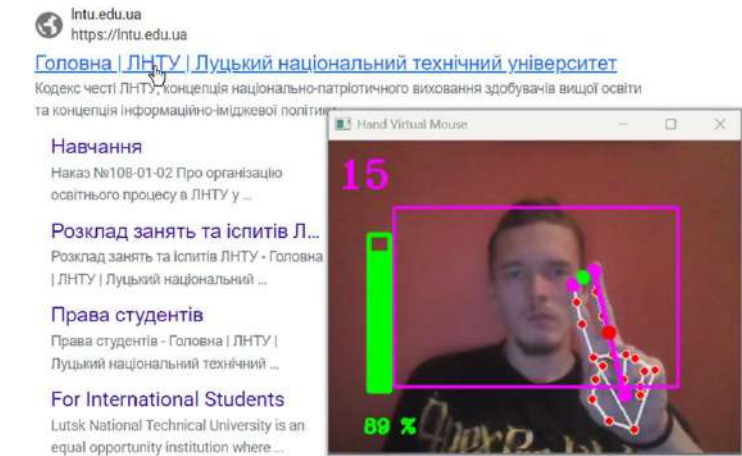 lntu.edu.ua
https://lntu.edu.ua
Головна | ЛНТУ | Луцький національний технічний університет
Кодекс честі ЛНТУ, концепція національно-патріотичного виховання здобувачів вищої освіти
та концепція інформаційно-іміджевої політики
Навчання
Наказ №108-01-02 Про організацію
освітнього процесу в ЛНТУ у ...
Розклад занять та іспитів Л...
Розклад занять та іспитів ЛНТУ - Головна
| ЛНТУ | Луцький національний ...
Права студентів
Права студентів - Головна | ЛНТУ |
Луцький національний технічний ...
For International Students
Lutsk National Technical University is an
equal opportunity institution where ...
Hand Virtual Mouse
15
89 %